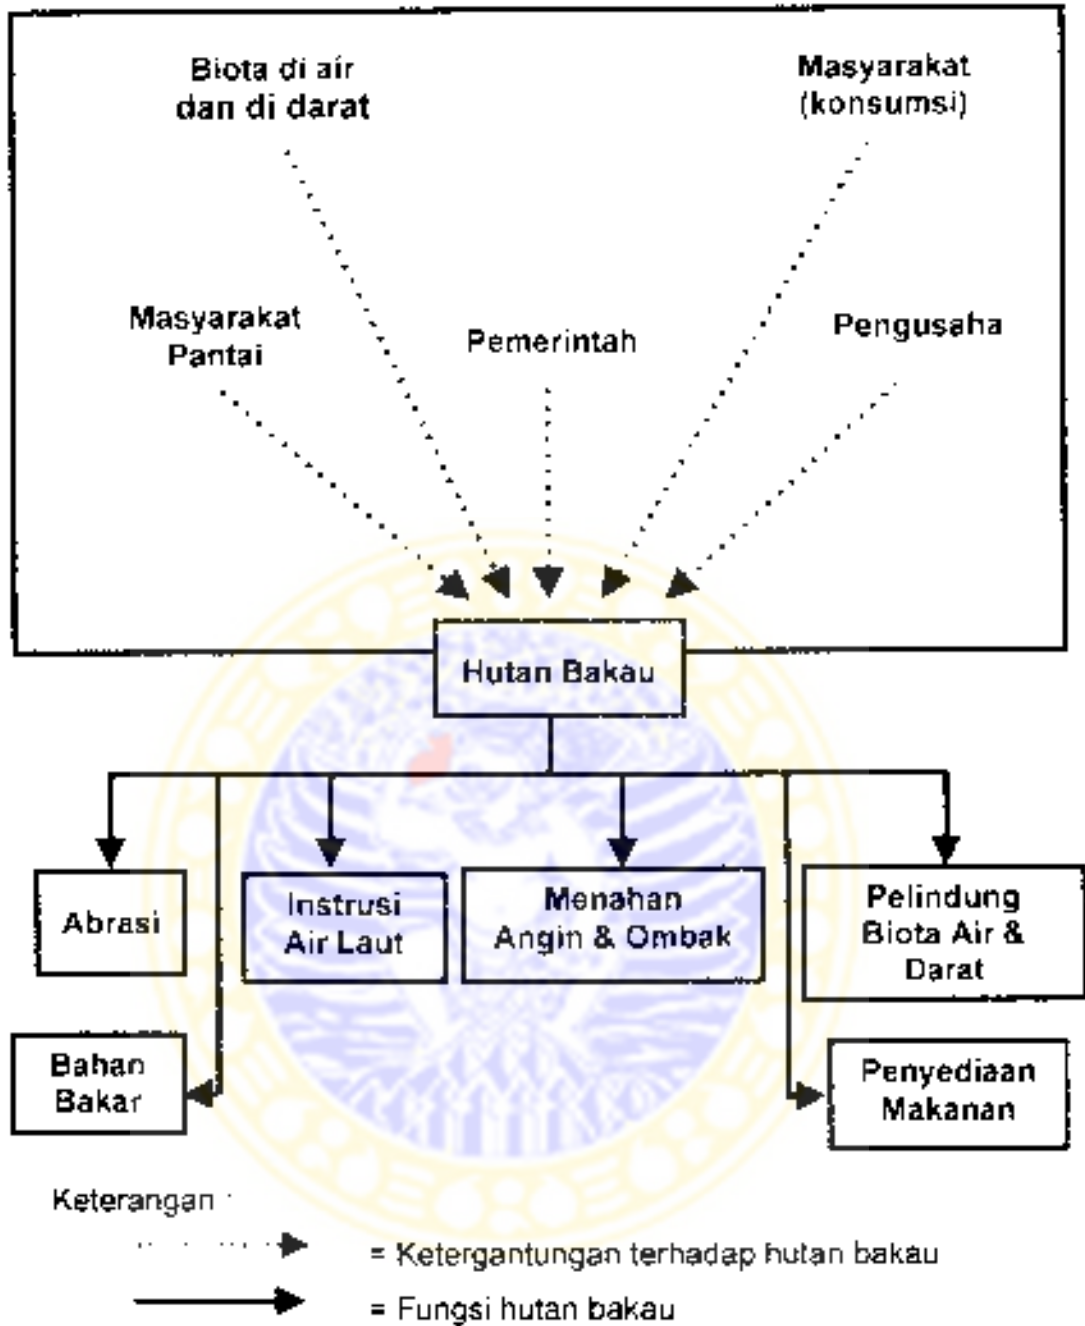 Biota di air
dan di darat
Masyarakat
(konsumsi)
Masyarakat
Pantai
Pemerintah
Pengusaha
Hutan Bakau
Abrasi
Instrusi
Air Laut
Menahan
Angin & Ombak
Pelindung
Biota Air &
Darat
Bahan
Bakar
Penyediaan
Makanan
Keterangan :
= Ketergantungan terhadap hutan bakau
= Fungsi hutan bakau